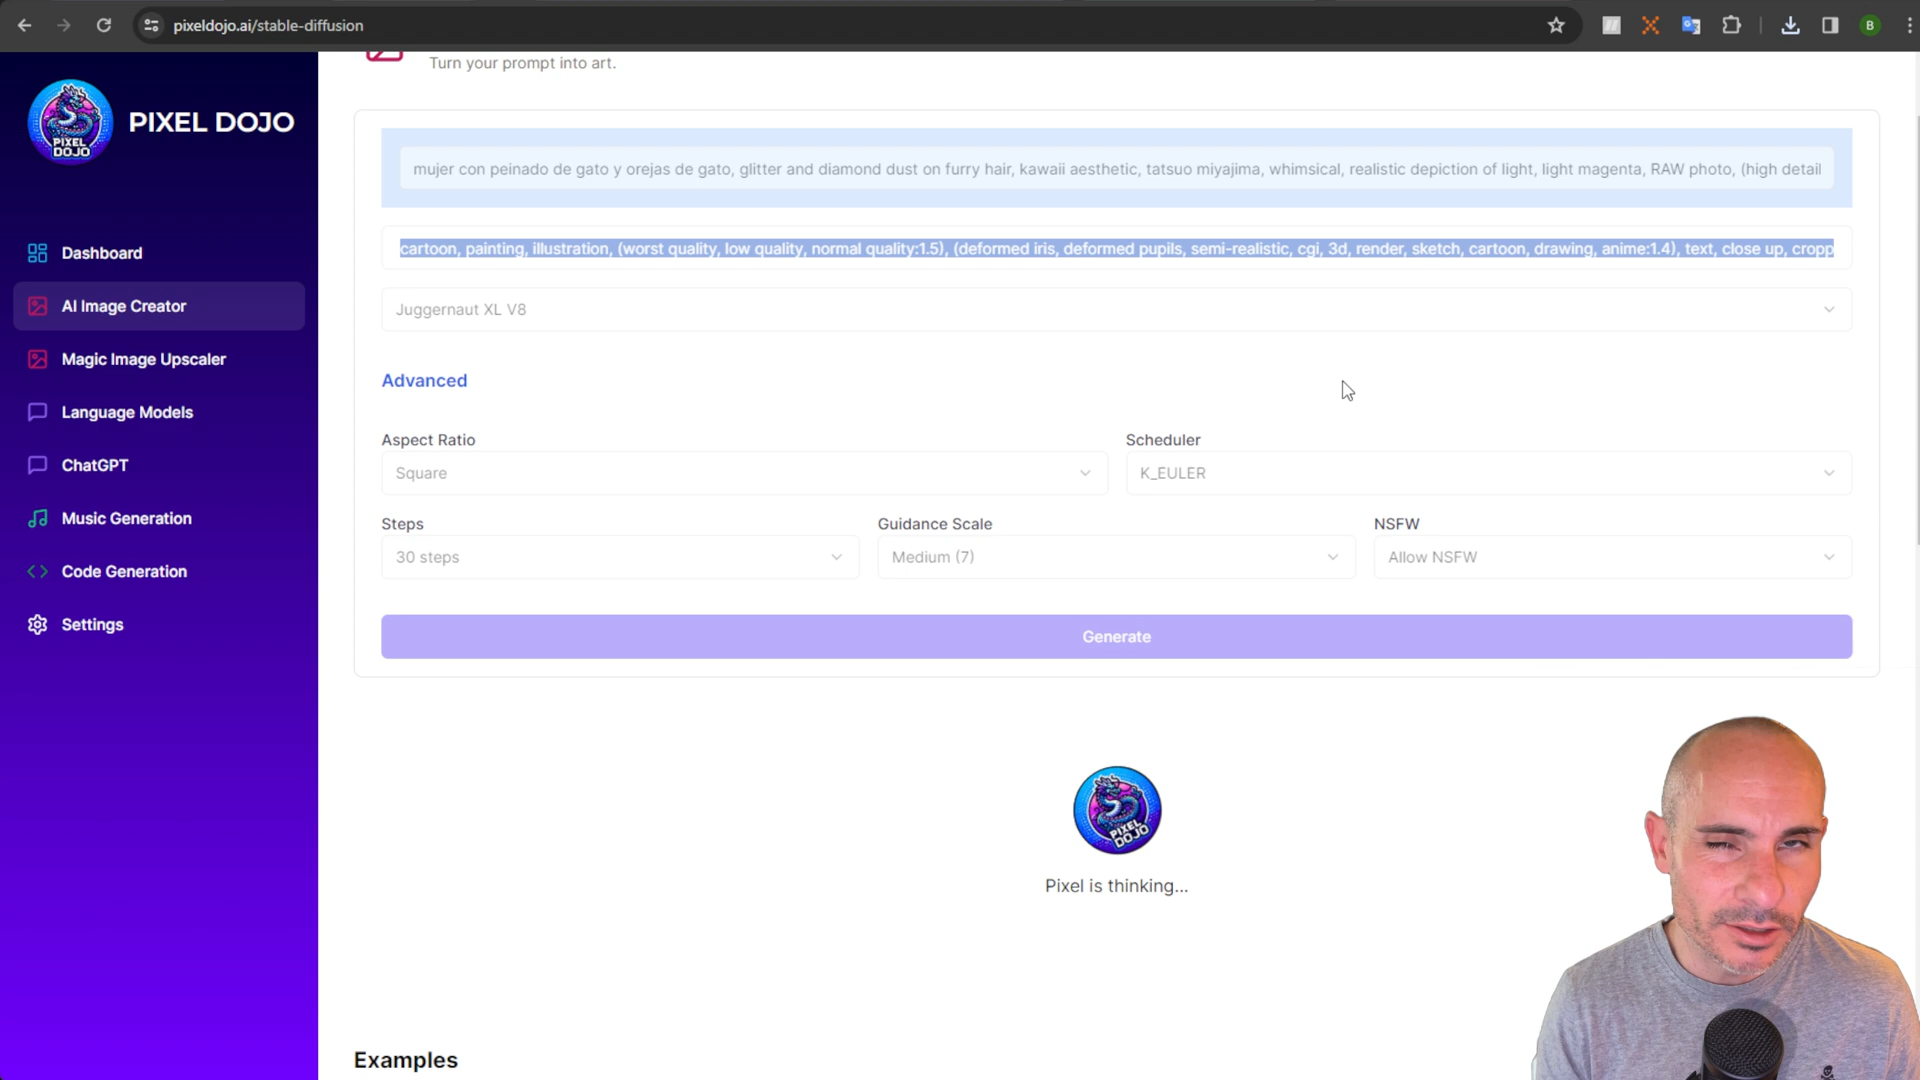 pixeldojo.ai/stable-diffusion
B
Turn your prompt into art.
PIXEL DOJO
PIXEL
DOJO
mujer con peinado de gato y orejas de gato, glitter and diamond dust on furry hair, kawaii aesthetic, tatsuo miyajima, whimsical, realistic depiction of light, light magenta, RAW photo, (high detail
cartoon, painting, illustration, (worst quality, low quality, normal quality:1.5), (deformed iris, deformed pupils, semi-realistic, cgi, 3d, render, sketch, cartoon, drawing, anime:1.4), text, close up, cropp
Juggernaut XL V8
Dashboard
AI Image Creator
Magic Image Upscaler
Language Models
ChatGPT
Music Generation
Code Generation
Settings
Advanced
Aspect Ratio
Scheduler
Square
K_EULER
Steps
Guidance Scale
NSFW
30 steps
Medium (7)
Allow NSFW
Generate
PIXEL
DOJO
Pixel is thinking...
Examples